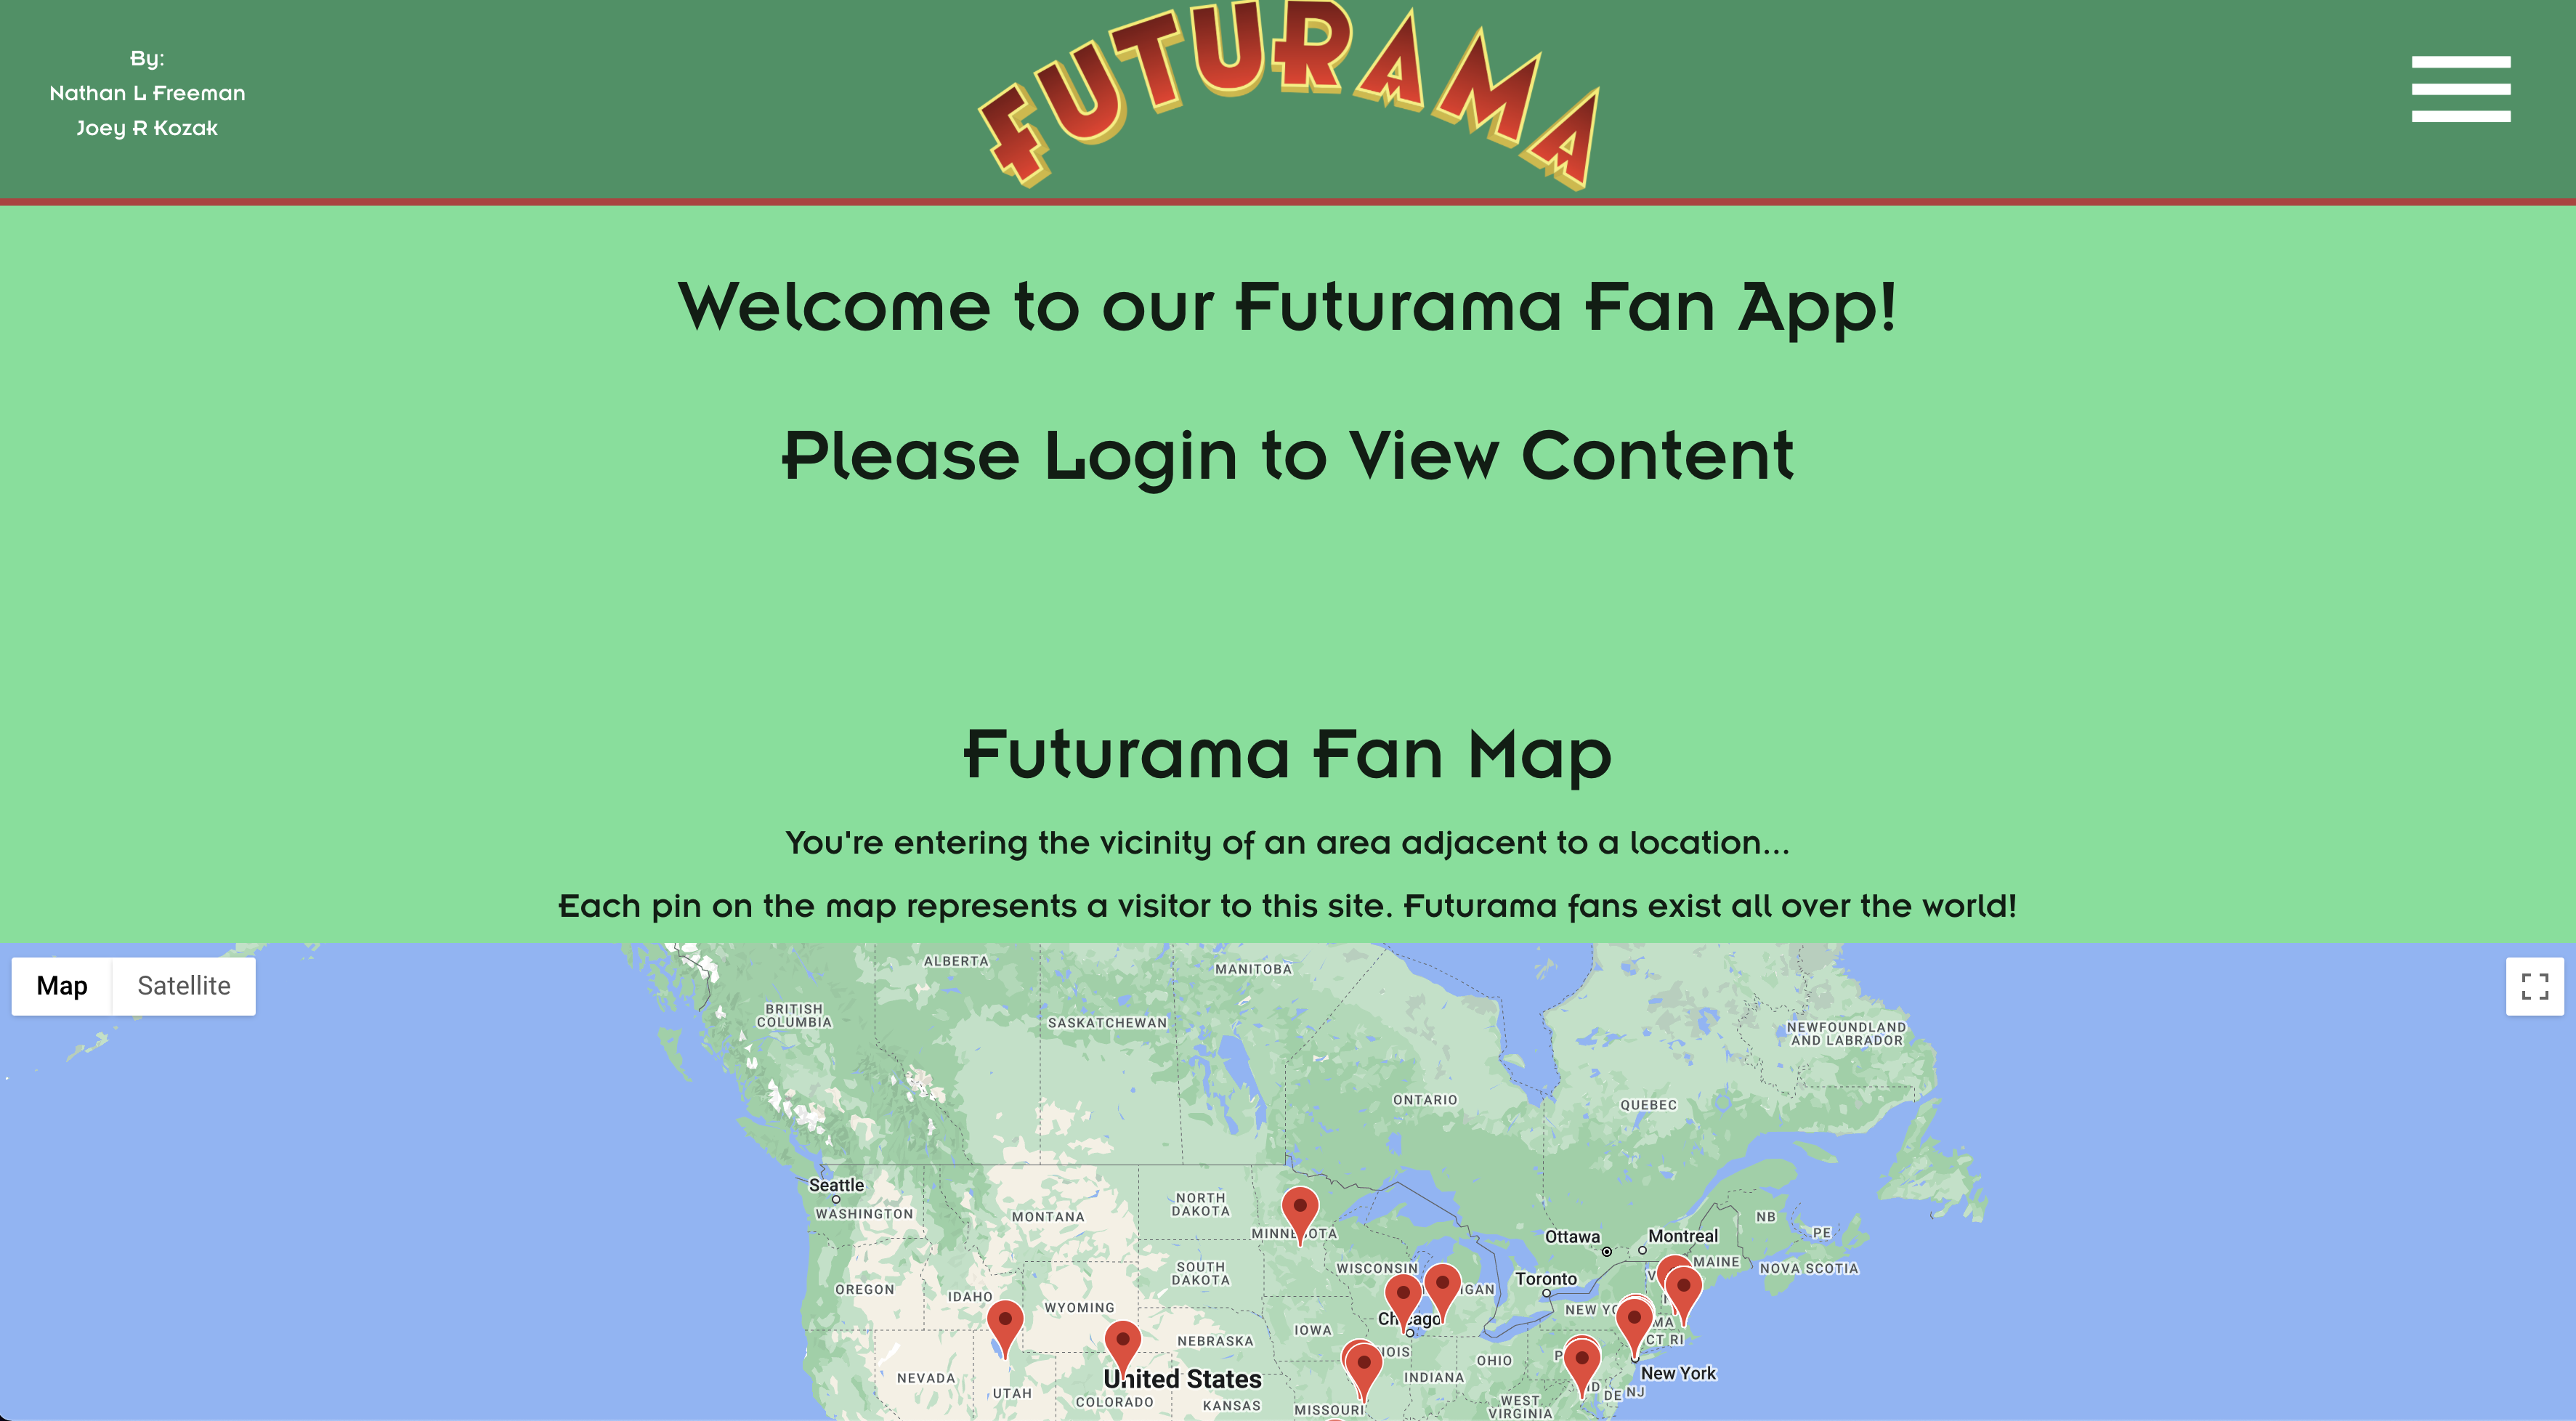 By:
Nathan L Freeman
Joey R Kozak
FUTURAMA
Welcome to our Futurama Fan App!
Please Login to View Content
Futurama Fan Map
You're entering the vicinity of an area adjacent to a location...
Each pin on the map represents a visitor to this site. Futurama fans exist all over the world!
Map
Satellite
ALBERTA
MANITOBA
BRITISH
COLUMBIA
SASKATCHEWAN
NEWFOUNDLAND
AND LABRADOR
ONTARIO
QUEBEC
Seattle
WASHINGTON
MONTANA
NORTH
DAKOTA
MINNESOTA
NB
PE
Ottawa
Montreal
MAINE
NOVA SCOTIA
WISCONSIN
SOUTH
DAKOTA
Toronto
OREGON
IDAHO
WYOMING
IGAN
V
NEW YO
MA
CT RI
Chicago
IOWA
NEBRASKA
OIS
OHIO
P
NEVADA
UTAH
United States
COLORADO
KANSAS
MISSOURI
INDIANA
WEST
VIRGINIA
DE
NJ
New York